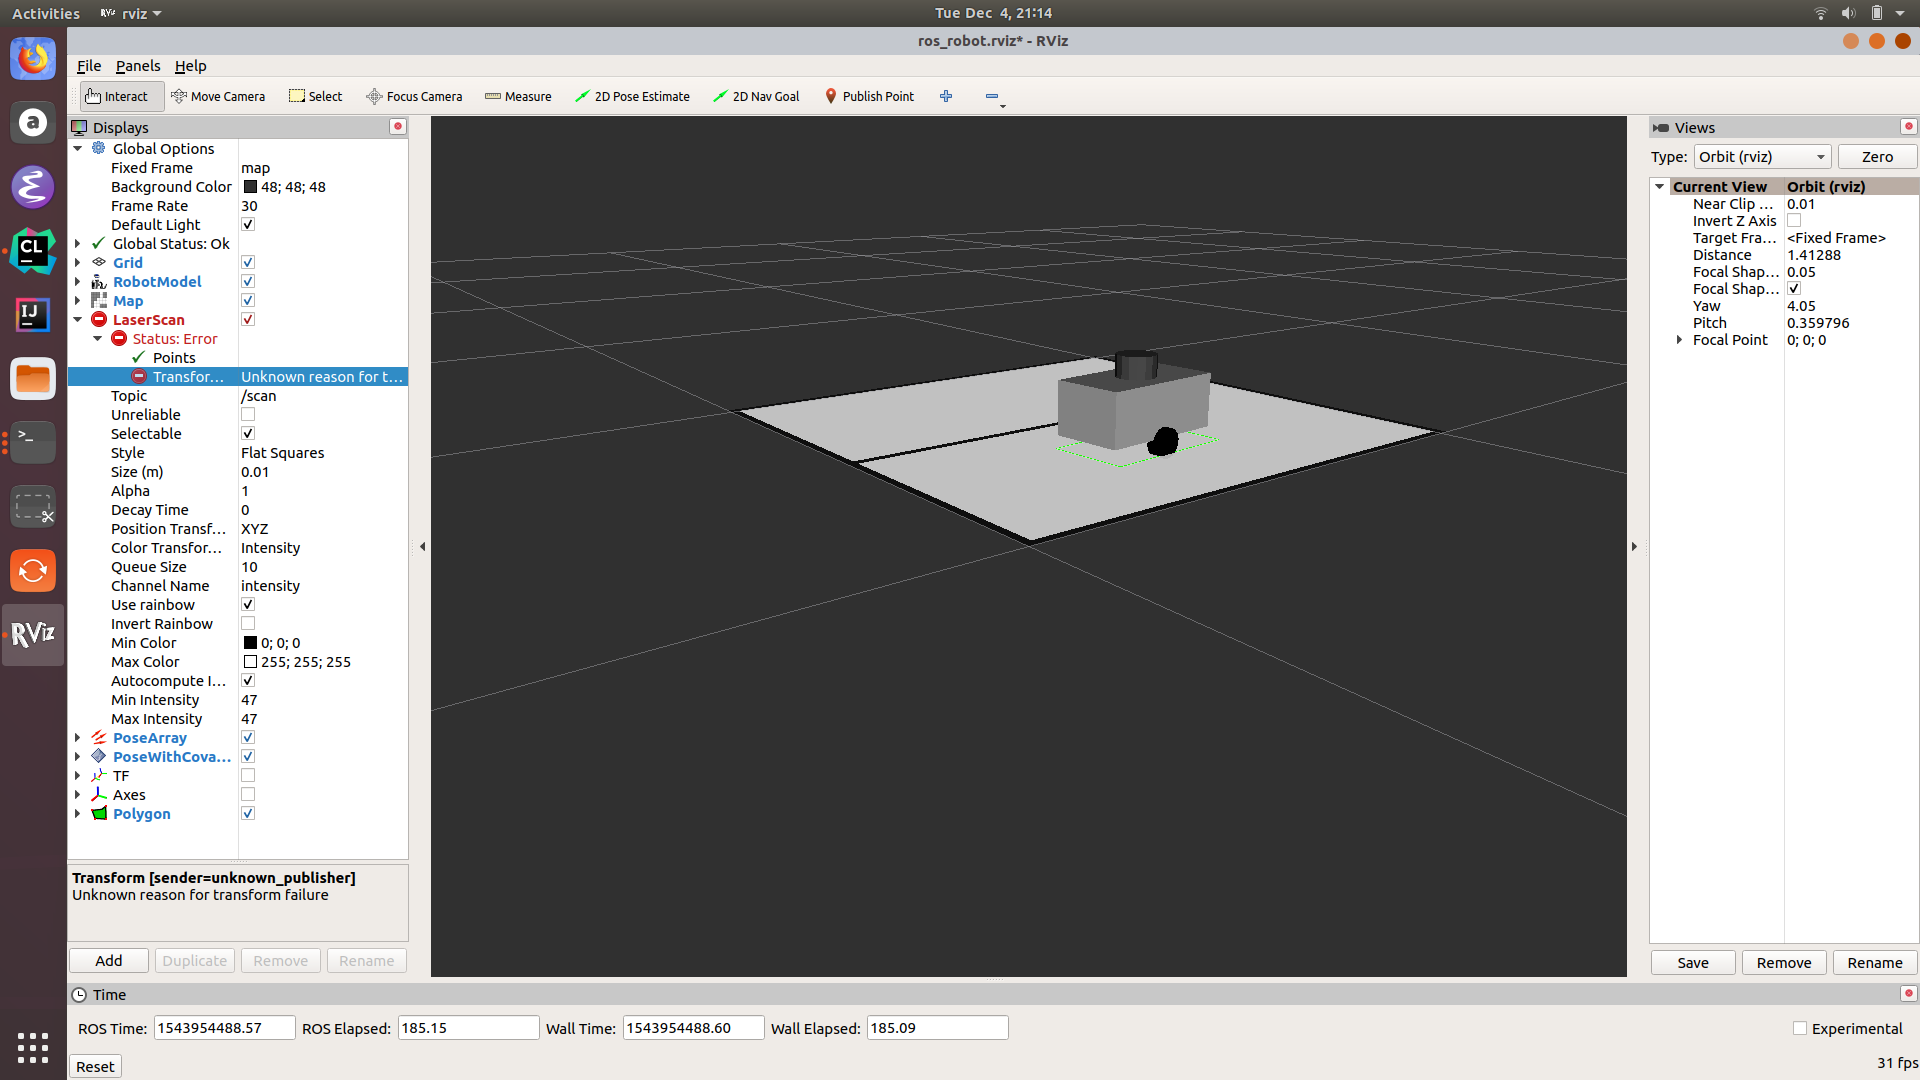 Activities
rviz
Tue Dec 4, 21:14
ros_robot.rviz* - RViz
File Panels Help
Interact Move Camera Select Focus Camera Measure 2D Pose Estimate 2D Nav Goal Publish Point
Displays
Global Options
Fixed Frame map
Background Color 48; 48; 48
Frame Rate 30
Default Light
Global Status: Ok
Grid
RobotModel
Map
LaserScan
Status: Error
Points
Transfor... Unknown reason for t...
Topic /scan
Unreliable
Selectable
Style Flat Squares
Size (m) 0.01
Alpha 1
Decay Time 0
Position Transf... XYZ
Color Transfor... Intensity
Queue Size 10
Channel Name intensity
Use rainbow
Invert Rainbow
Min Color 0; 0; 0
Max Color 255; 255; 255
Autocompute I...
Min Intensity 47
Max Intensity 47
PoseArray
PoseWithCova...
TF
Axes
Polygon
Transform [sender=unknown_publisher]
Unknown reason for transform failure
Add Duplicate Remove Rename
Views
Type: Orbit (rviz) Zero
Current View Orbit (rviz)
Near Clip ... 0.01
Invert Z Axis
Target Fra... <Fixed Frame>
Distance 1.41288
Focal Shap... 0.05
Focal Shap...
Yaw 4.05
Pitch 0.359796
Focal Point 0; 0; 0
Save Remove Rename
Time
ROS Time: 1543954488.57 ROS Elapsed: 185.15 Wall Time: 1543954488.60 Wall Elapsed: 185.09 Experimental
Reset
31 fps
a
CL
IJ
>_
RViz